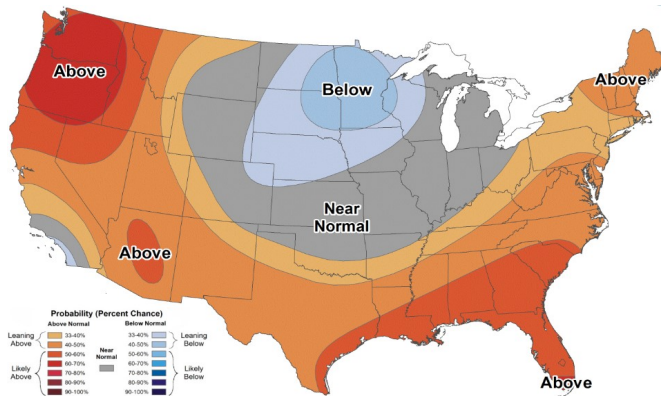 Above
Below
Above
Near
Normal
Above
Above
Probability (Percent Chance)
Above Normal
Below Normal
Leaning
Above
33-40%
40-50%
Near
Normal
33-40%
40-50%
Leaning
Below
Likely
Above
50-60%
60-70%
70-80%
80-90%
90-100%
50-60%
60-70%
70-80%
80-90%
90-100%
Likely
Below